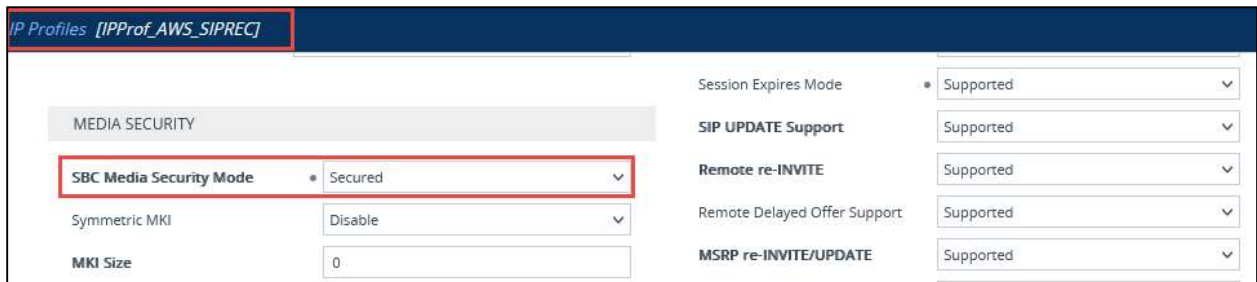 IP Profiles [IPProf_AWS_SIPREC]
MEDIA SECURITY
SBC Media Security Mode Secured
Symmetric MKI Disable
MKI Size 0
Session Expires Mode Supported
SIP UPDATE Support Supported
Remote re-INVITE Supported
Remote Delayed Offer Support Supported
MSRP re-INVITE/UPDATE Supported